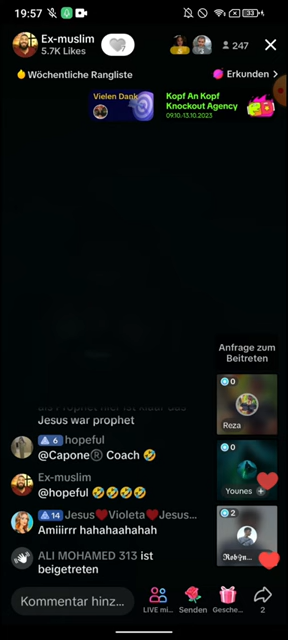 19:57
Ex-muslim
5.7K Likes
247
Wöchentliche Rangliste
Erkunden >
Vielen Dank
Kopf An Kopf
Knockout Agency
09.10.-13.10.2023
Anfrage zum
Beitreten
0
Reza
0
Younes +
2
Jesus war prophet
6 hopeful
@Capone® Coach 🤣
Ex-muslim
@hopeful 🤣🤣🤣🤣
14 Jesus♥️Violeta♥️Jesus...
Amiiirrr hahahaahahah
ALI MOHAMED 313 ist
beigetreten
Kommentar hinz...
LIVE mi...
Senden
Gesche...
2